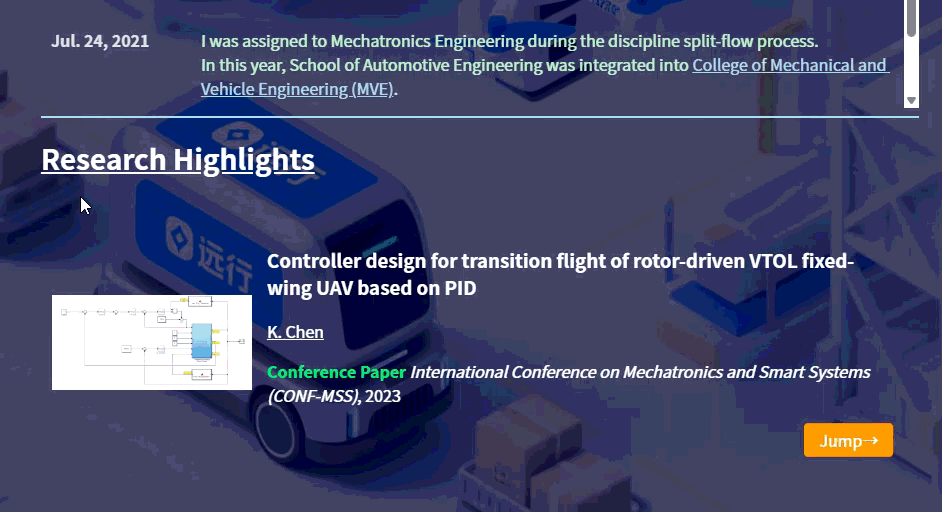 Jul. 24, 2021
I was assigned to Mechatronics Engineering during the discipline split-flow process.
In this year, School of Automotive Engineering was integrated into College of Mechanical and
Vehicle Engineering (MVE).
Research Highlights
远行
Controller design for transition flight of rotor-driven VTOL fixed-
wing UAV based on PID
K. Chen
Conference Paper International Conference on Mechatronics and Smart Systems
(CONF-MSS), 2023
Jump→